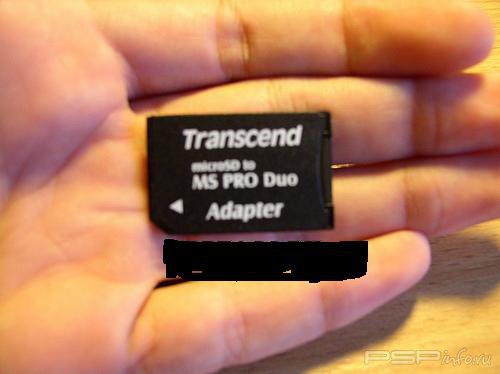 Transcend
microSD to
MS PRO Duo
Adapter
PSPinfo.ru